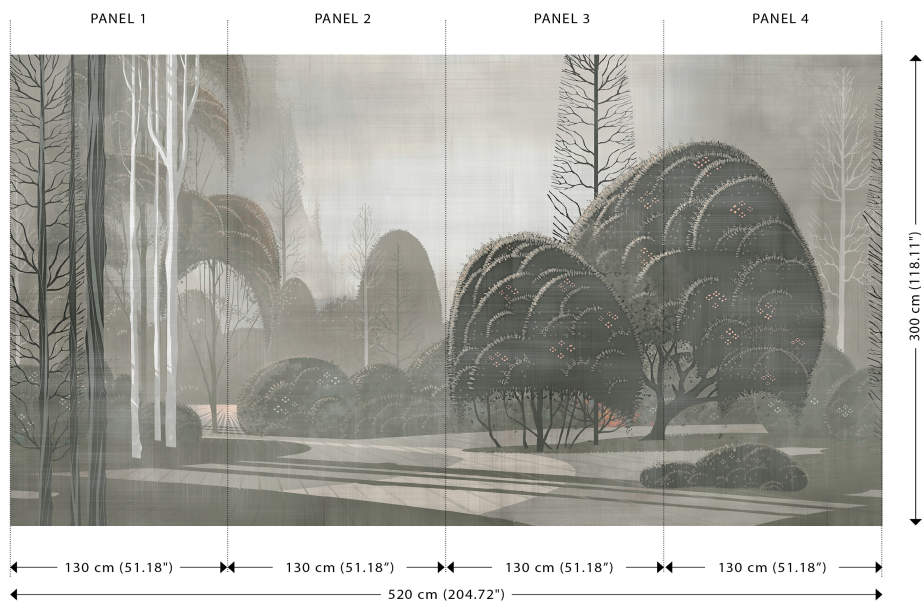 PANEL 1 PANEL 2 PANEL 3 PANEL 4
300 cm (118.11")
130 cm (51.18") 130 cm (51.18") 130 cm (51.18") 130 cm (51.18")
520 cm (204.72")